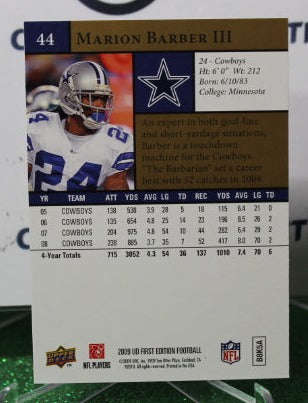 44 MARION BARBER III
24 - Cowboys
Ht: 6' 0" Wt: 212
Born: 6/10/83
College: Minnesota
An expert in both goal-line
and short-yardage situations,
Barber is a touchdown
machine for the Cowboys.
"The Barbarian" set a career
best with 52 catches in 2008.
24
YR TEAM ATT YDS AVG LG TD REC YDS AVG LG TD
05 COWBOYS 138 538 3.9 28 5 18 115 6.4 15 0
06 COWBOYS 135 654 4.8 25 14 23 196 8.5 26 2
07 COWBOYS 204 975 4.8 54 10 44 282 6.4 21 2
08 COWBOYS 238 885 3.7 35 7 52 417 8.0 70 2
4-Year Totals 715 3052 4.3 54 36 137 1010 7.4 70 6
UPPER DECK
NFL PLAYERS
2009 UD FIRST EDITION FOOTBALL
NFL
BBKSA